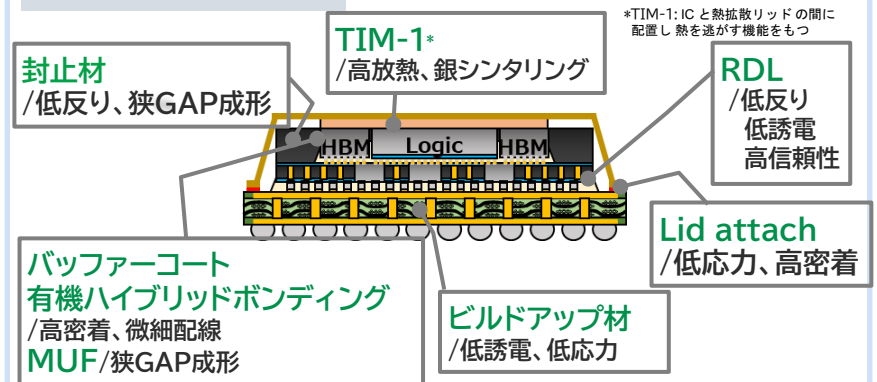 *TIM-1: IC と熱拡散リッド の間に
配置し 熱を逃がす機能をもつ
TIM-1*
/高放熱、銀シンタリング
封止材
/低反り、狭GAP成形
RDL
/低反り
低誘電
高信頼性
HBM
Logic
HBM
Lid attach
/低応力、高密着
バッファーコート
有機ハイブリッドボンディング
/高密着、微細配線
MUF/狭GAP成形
ビルドアップ材
/低誘電、低応力